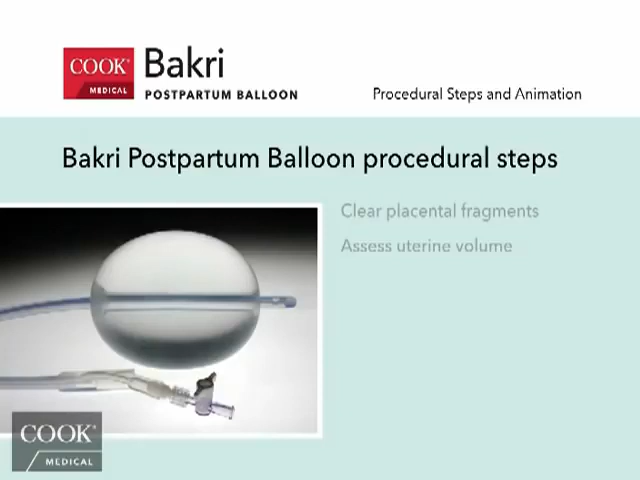 COOK®
MEDICAL
Bakri
POSTPARTUM BALLOON
Procedural Steps and Animation
Bakri Postpartum Balloon procedural steps
Clear placental fragments
Assess uterine volume
COOK®
MEDICAL